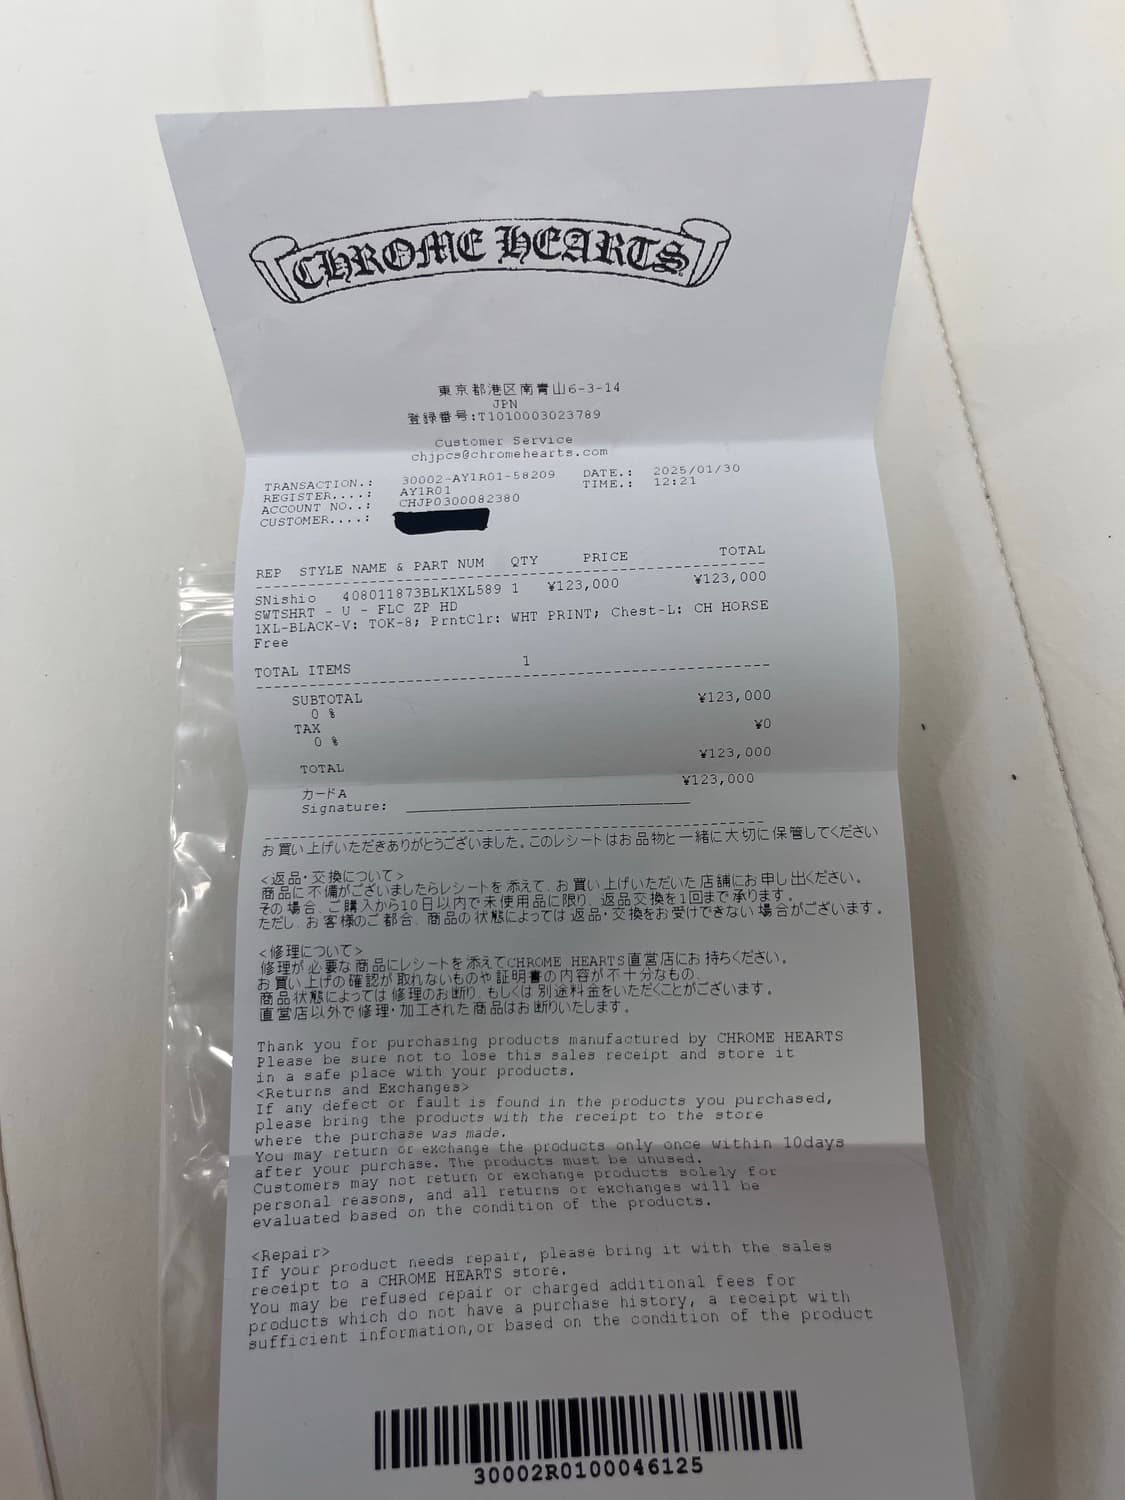 CHROME HEARTS
東京都港区南青山6-3-14
JPN
登録番号:T1010003023789
Customer Service
chjpcs@chromehearts.com
TRANSACTION.: 30002-AY1R01-58209 DATE.: 2025/01/30
REGISTER....: AY1R01 TIME.: 12:21
ACCOUNT NO..: CHJP0300082380
CUSTOMER....:
REP STYLE NAME & PART NUM QTY PRICE TOTAL
SNishio 408011873BLK1XL589 1 ¥123,000 ¥123,000
SWTSHRT - U - FLC ZP HD
1XL-BLACK-V: TOK-8; PrntClr: WHT PRINT; Chest-L: CH HORSE
Free
TOTAL ITEMS 1
SUBTOTAL ¥123,000
0 %
TAX ¥0
0 %
TOTAL ¥123,000
カードA ¥123,000
Signature:
お買い上げいただきありがとうございました。このレシートはお品物と一緒に大切に保管してください
<返品・交換について>
商品に不備がございましたらレシートを添えて、お買い上げいただいた店舗にお申し出ください。
その場合、ご購入から10日以内で未使用品に限り、返品交換を1回まで承ります。
ただし、お客様のご都合、商品の状態によっては返品・交換をお受けできない場合がございます。
<修理について>
修理が必要な商品にレシートを添えてCHROME HEARTS直営店にお持ちください。
お買い上げの確認が取れないものや証明書の内容が不十分なもの、
商品状態によっては修理のお断り、もしくは別途料金をいただくことがございます。
直営店以外で修理・加工された商品はお断りいたします。
Thank you for purchasing products manufactured by CHROME HEARTS
Please be sure not to lose this sales receipt and store it
in a safe place with your products.
<Returns and Exchanges>
If any defect or fault is found in the products you purchased,
please bring the products with the receipt to the store
where the purchase was made.
You may return or exchange the products only once within 10days
after your purchase. The products must be unused.
Customers may not return or exchange products solely for
personal reasons, and all returns or exchanges will be
evaluated based on the condition of the products.
<Repair>
If your product needs repair, please bring it with the sales
receipt to a CHROME HEARTS store.
You may be refused repair or charged additional fees for
products which do not have a purchase history, a receipt with
sufficient information,or based on the condition of the product
30002R0100046125